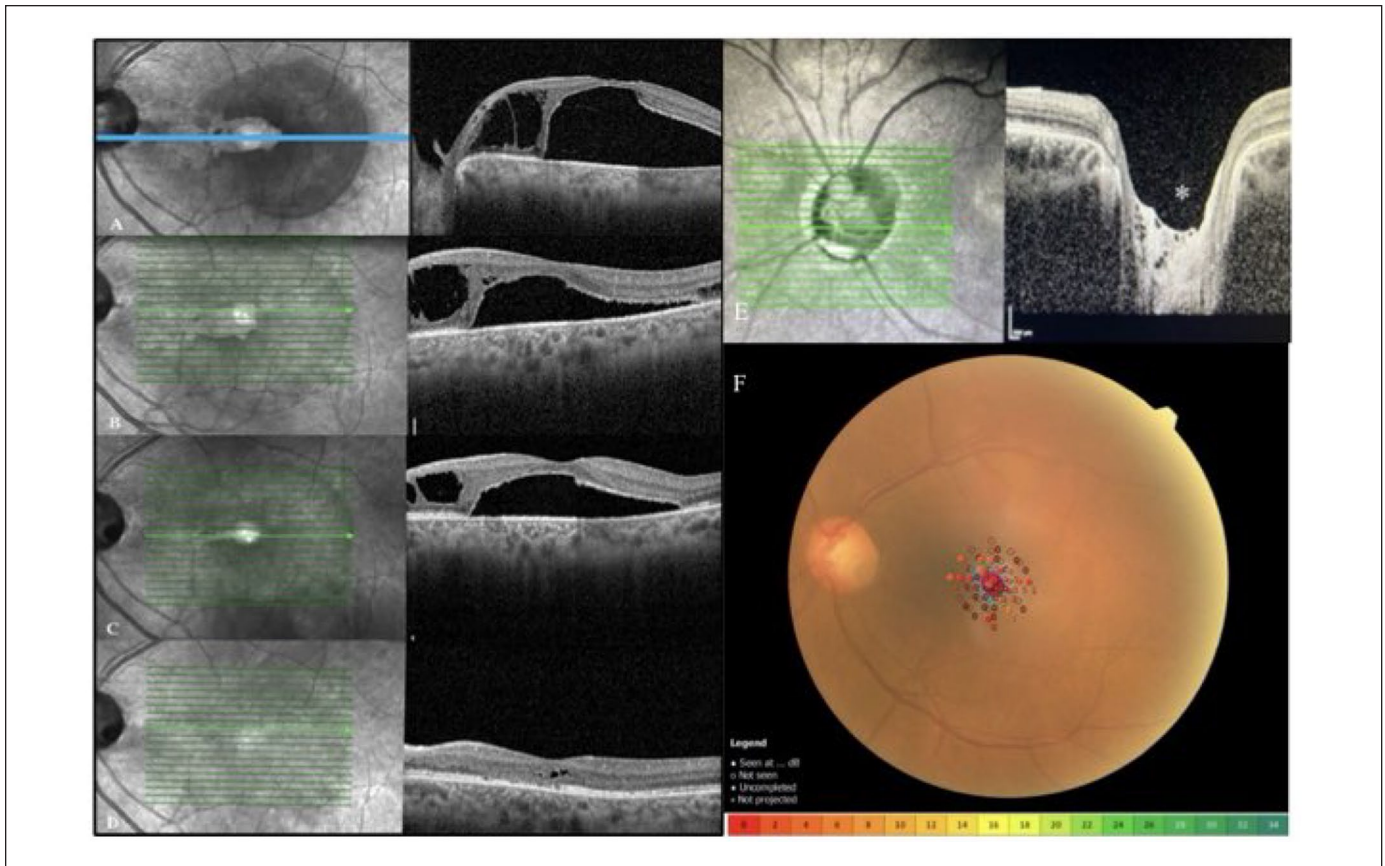 A
B
C
D
E
*
F
Legend
Seen at ... dB
Not seen
Uncompleted
Not projected
0 2 4 6 8 10 12 14 16 18 20 22 24 26 28 30 32 34